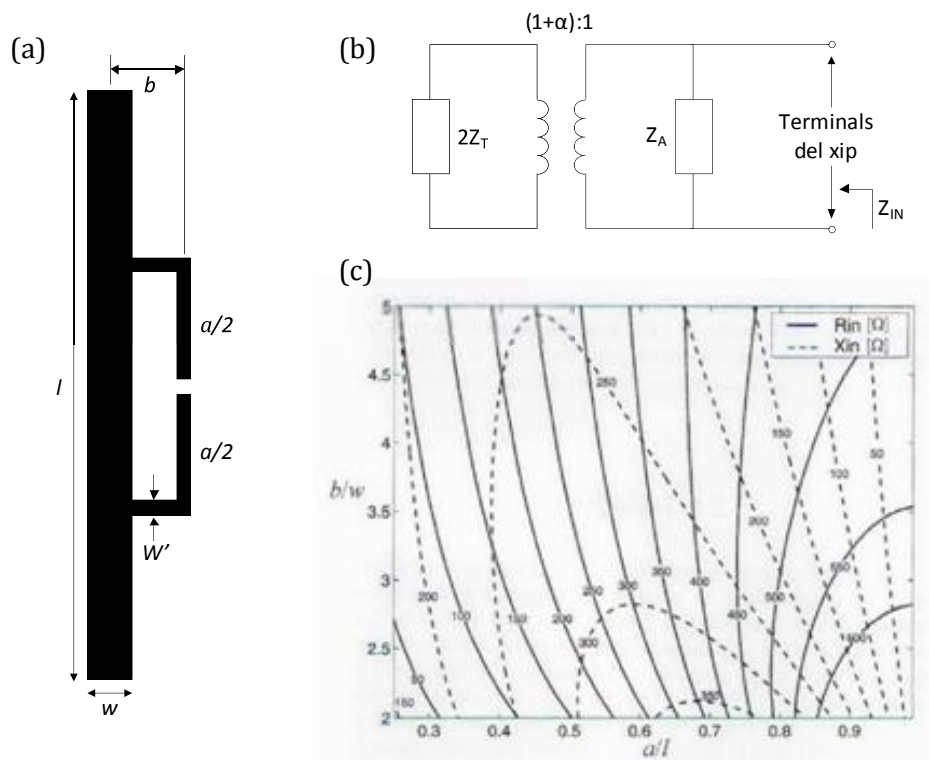 (a)
b
l
a/2
a/2
W'
w
(b)
(1+α):1
2Z_T
Z_A
Terminals
del xip
Z_IN
(c)
5
4.5
4
3.5
3
2.5
2
b/w
Rin [Ω]
Xin [Ω]
250
150
100
50
200
200
100
150
200
250
300
350
400
450
500
300
50
150
0.3
0.4
0.5
0.6
0.7
0.8
0.9
a/l